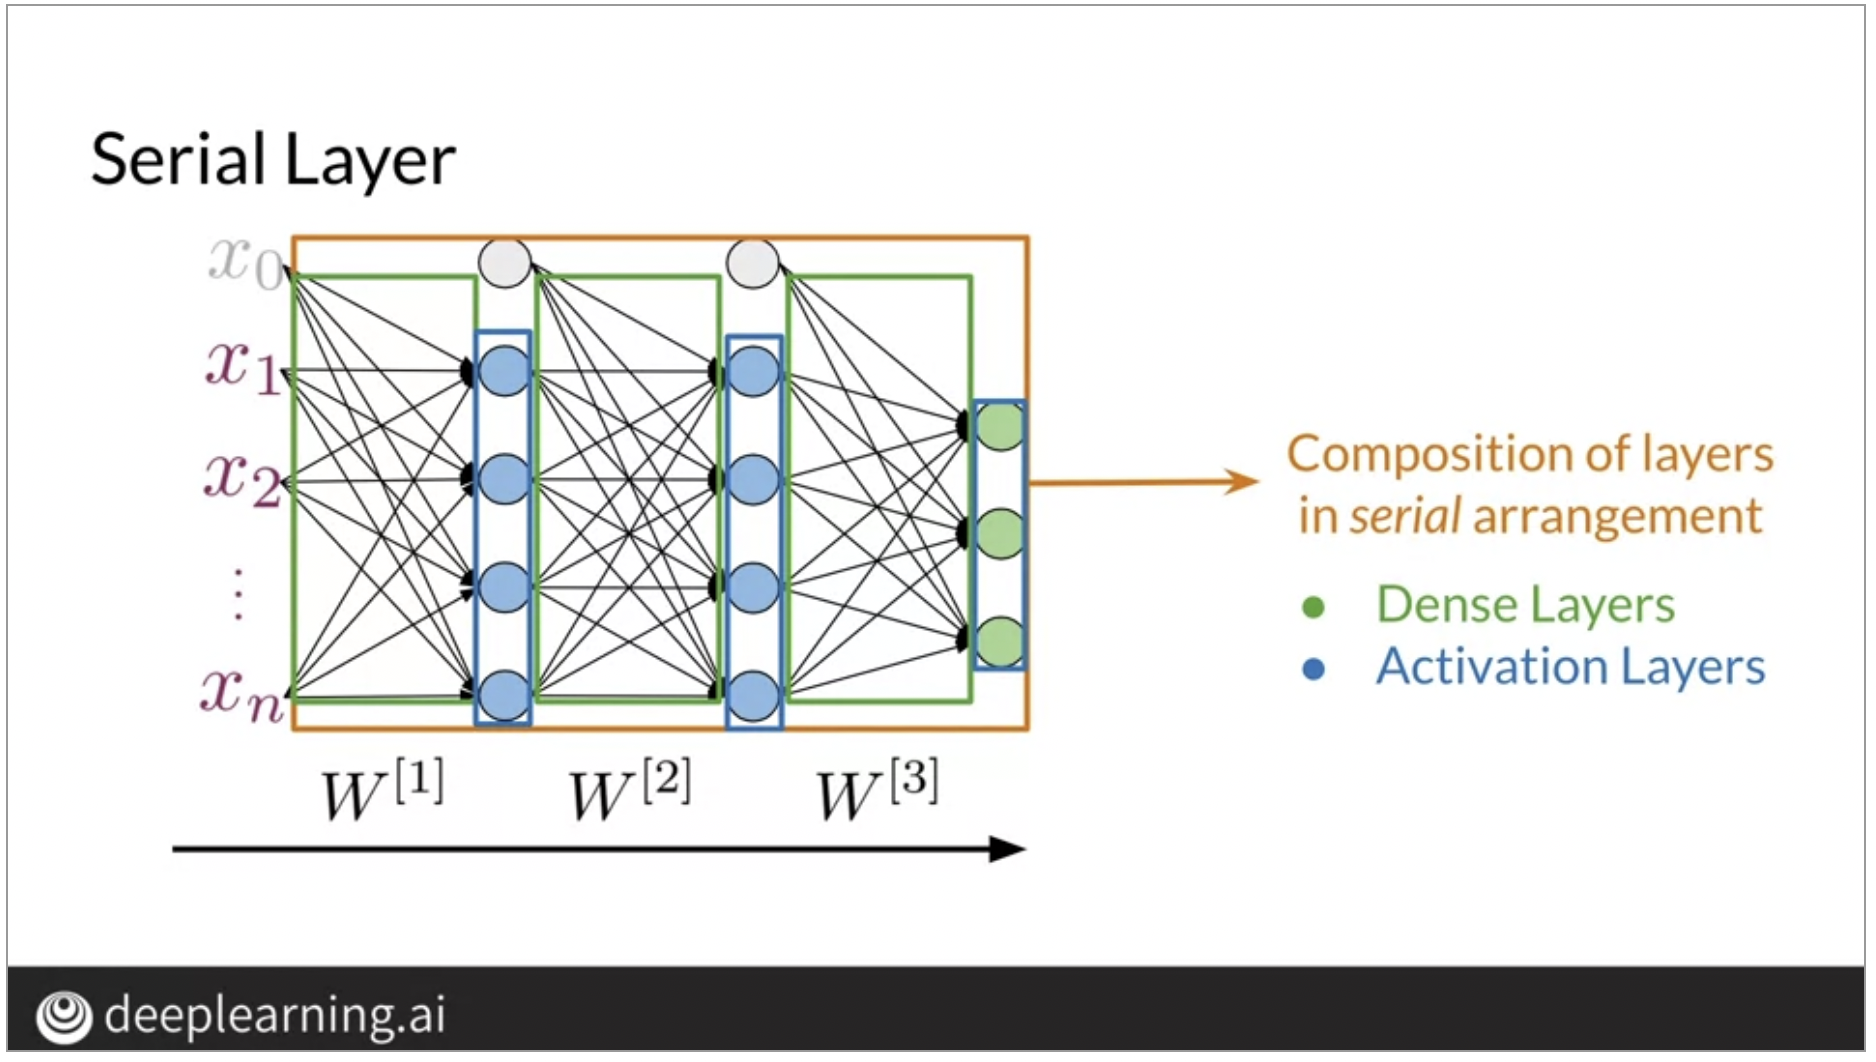 Serial Layer
x₀
x₁
x₂
⋮
xₙ
W^[1] W^[2] W^[3]
Composition of layers
in serial arrangement
• Dense Layers
• Activation Layers
deeplearning.ai